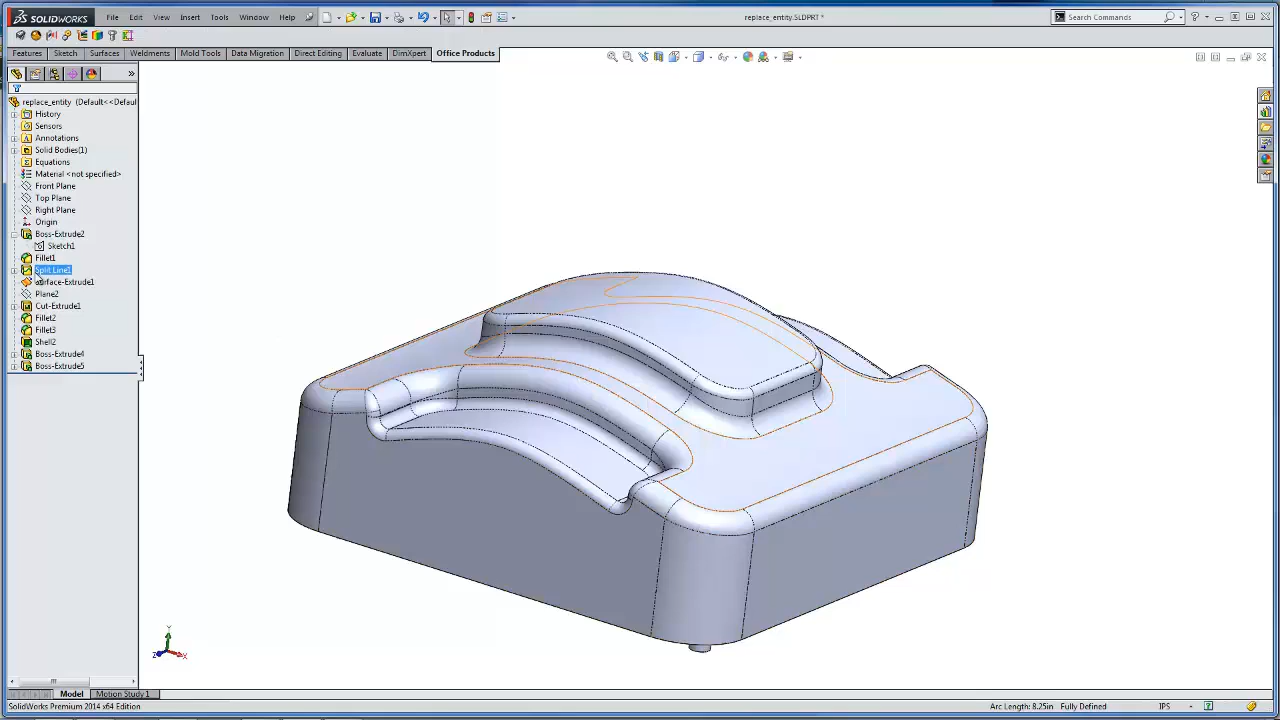 SOLIDWORKS File Edit View Insert Tools Window Help replace_entity.SLDPRT * Search Commands
Features Sketch Surfaces Weldments Mold Tools Data Migration Direct Editing Evaluate DimXpert Office Products
replace_entity (Default<<Defaul
History
Sensors
Annotations
Solid Bodies(1)
Equations
Material <not specified>
Front Plane
Top Plane
Right Plane
Origin
Boss-Extrude2
Sketch1
Fillet1
Split Line1
Surface-Extrude1
Plane2
Cut-Extrude1
Fillet2
Fillet3
Shell2
Boss-Extrude4
Boss-Extrude5
Y
Z X
Model Motion Study 1
SolidWorks Premium 2014 x64 Edition Arc Length: 8.25in Fully Defined IPS